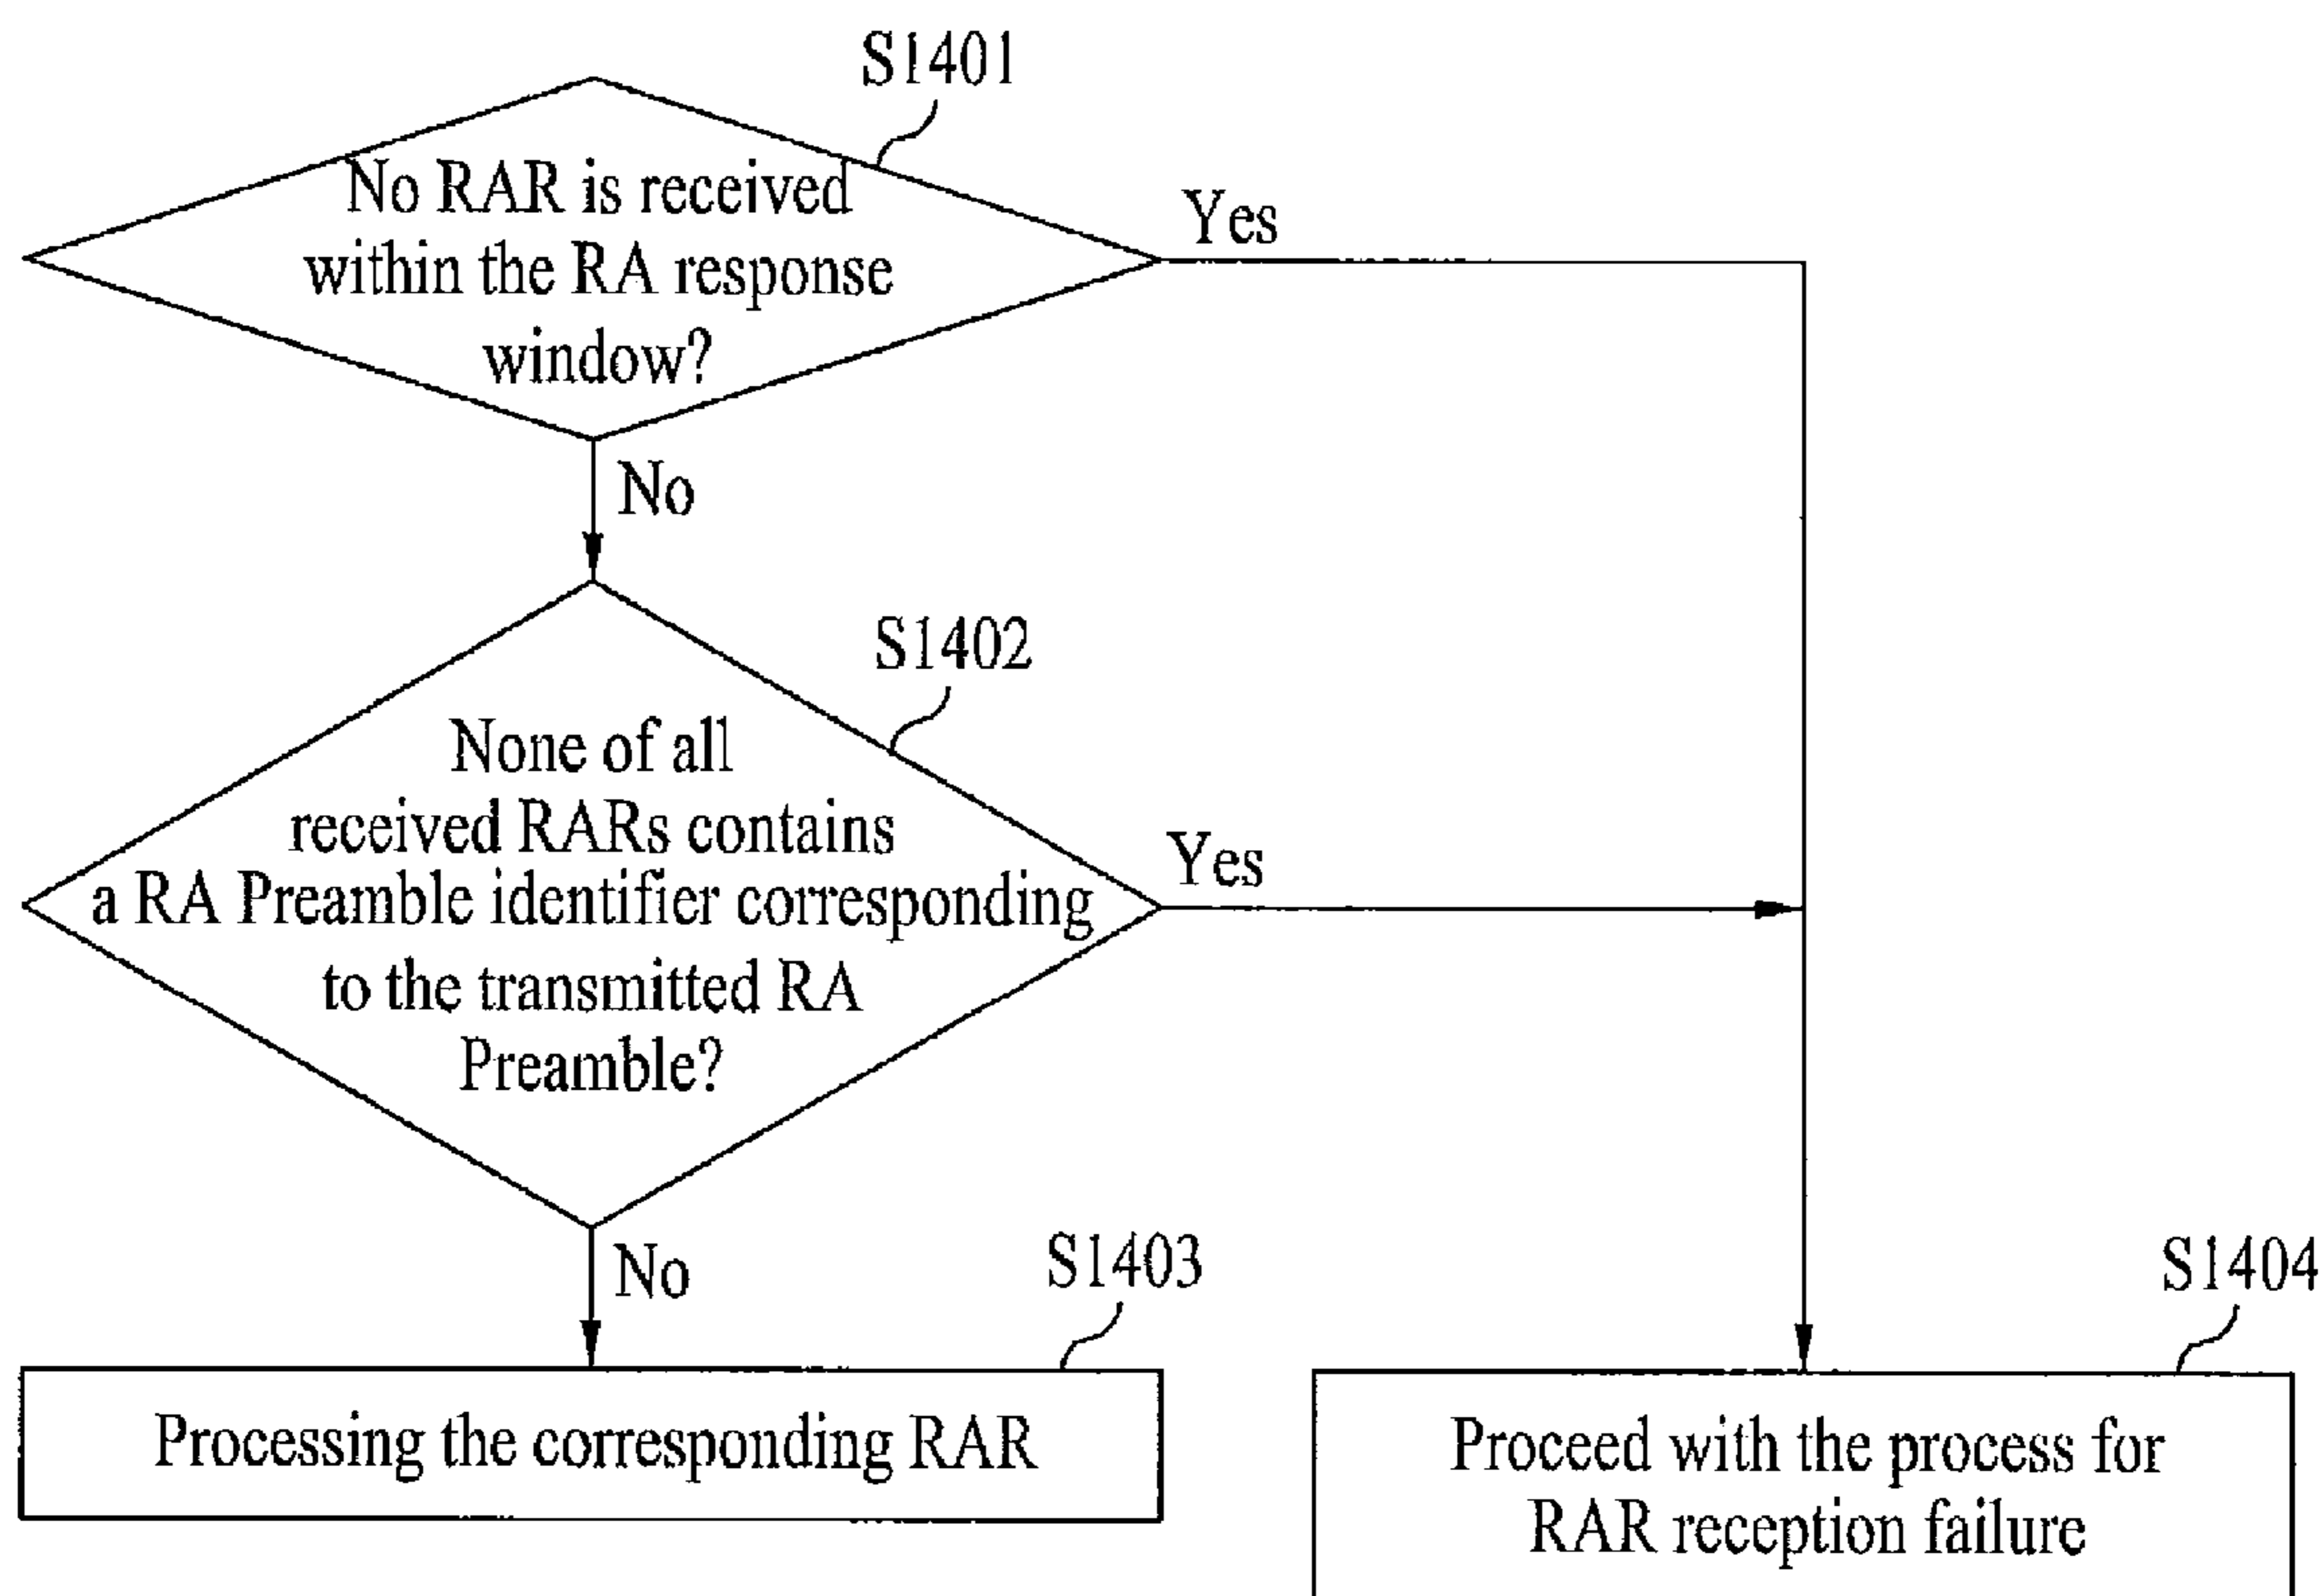 S1401
No RAR is received
within the RA response
window?
Yes
No
S1402
None of all
received RARs contains
a RA Preamble identifier corresponding
to the transmitted RA
Preamble?
Yes
No
S1403
Processing the corresponding RAR
S1404
Proceed with the process for
RAR reception failure